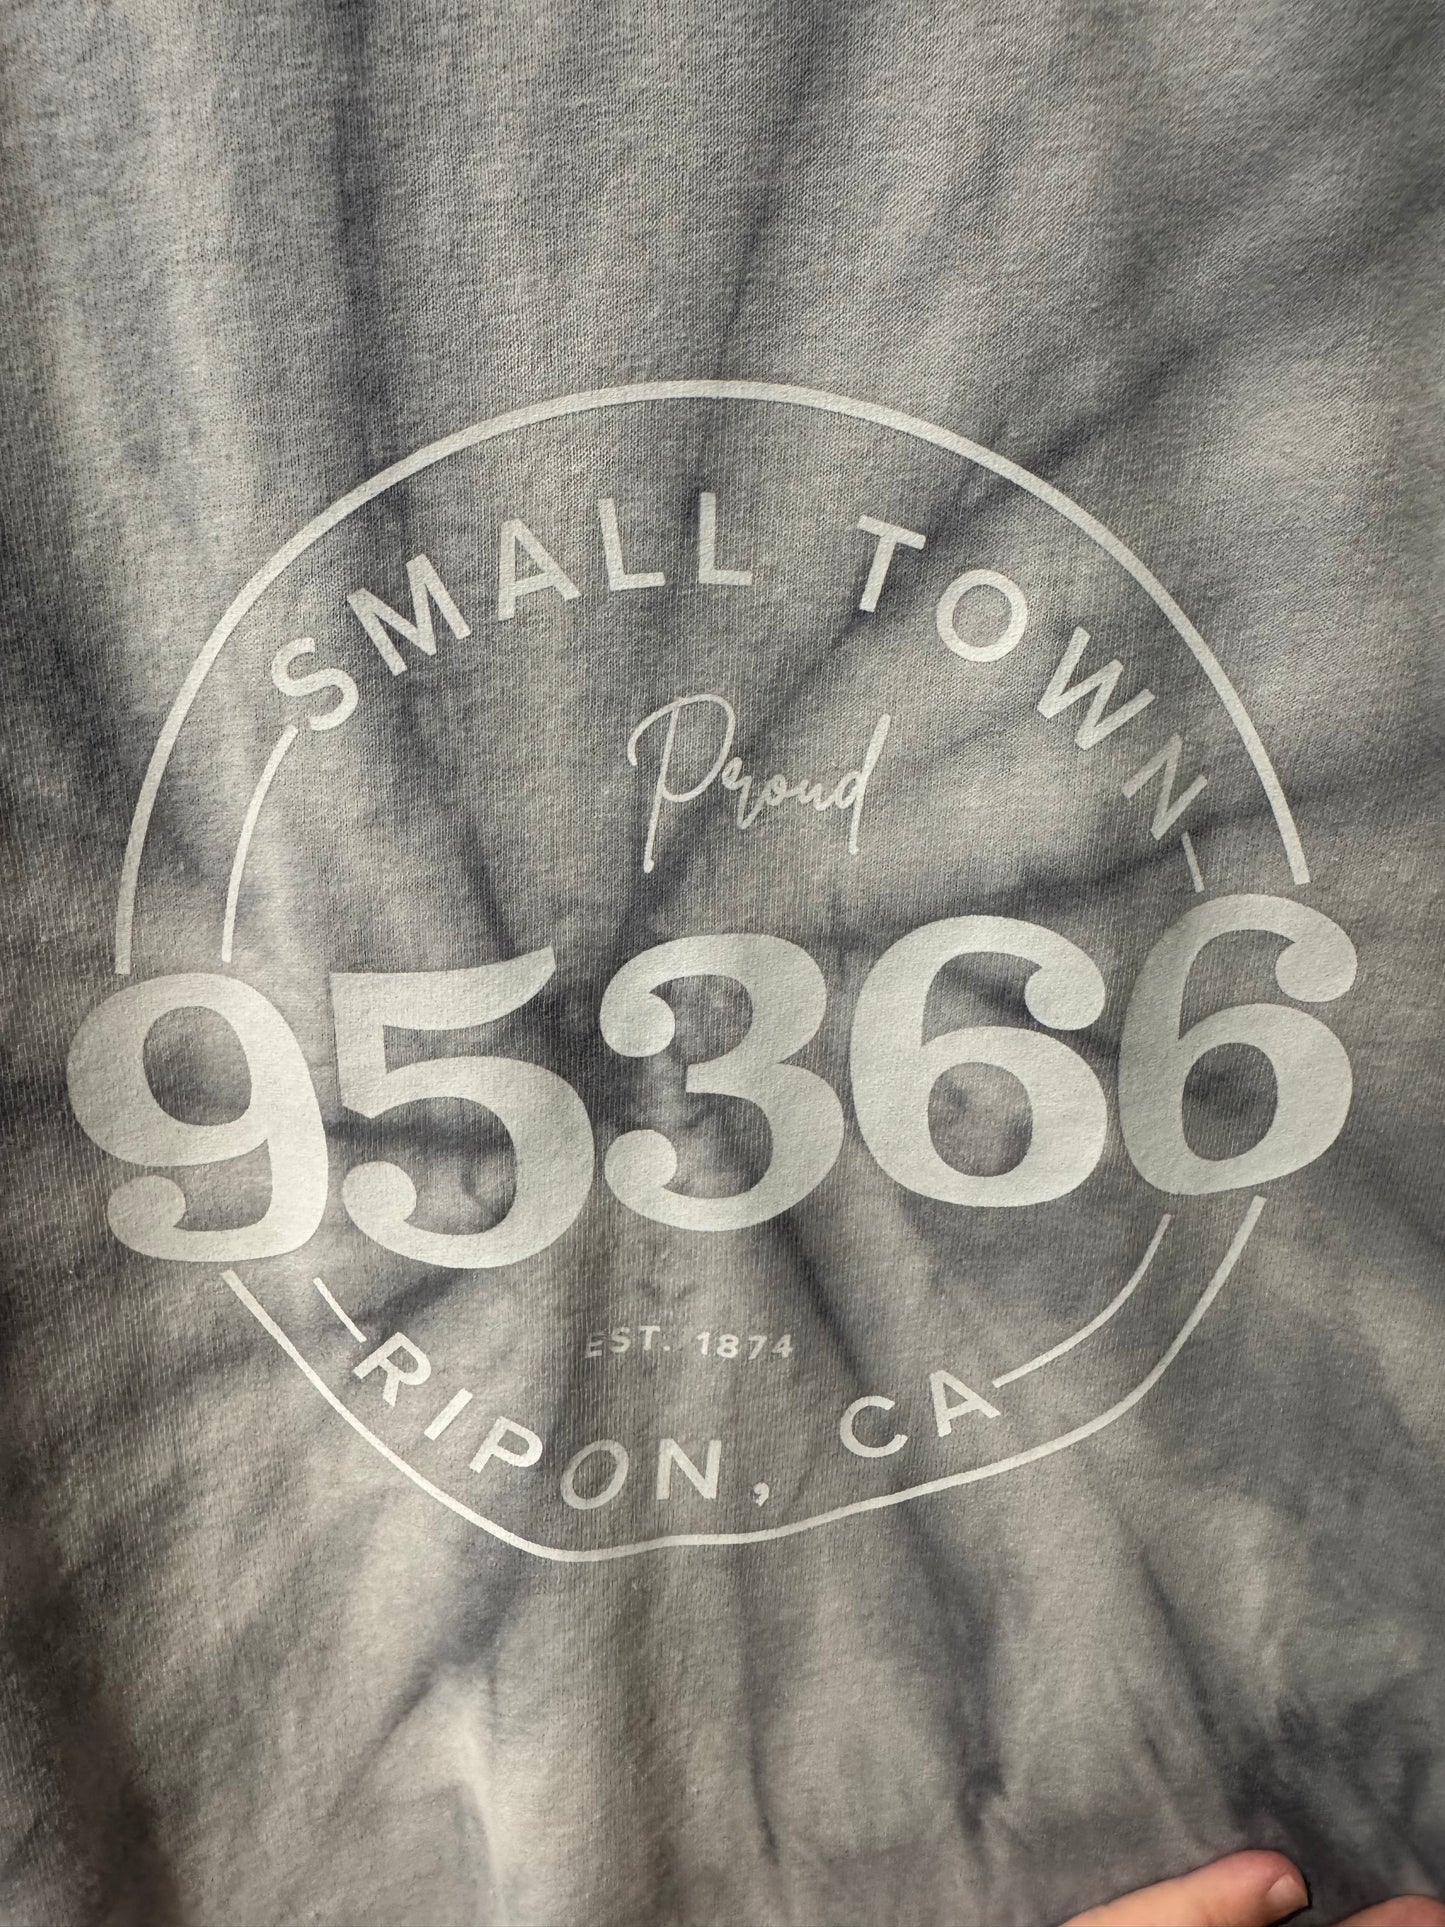 SMALL TOWN
Proud
95366
EST. 1874
RIPON, CA